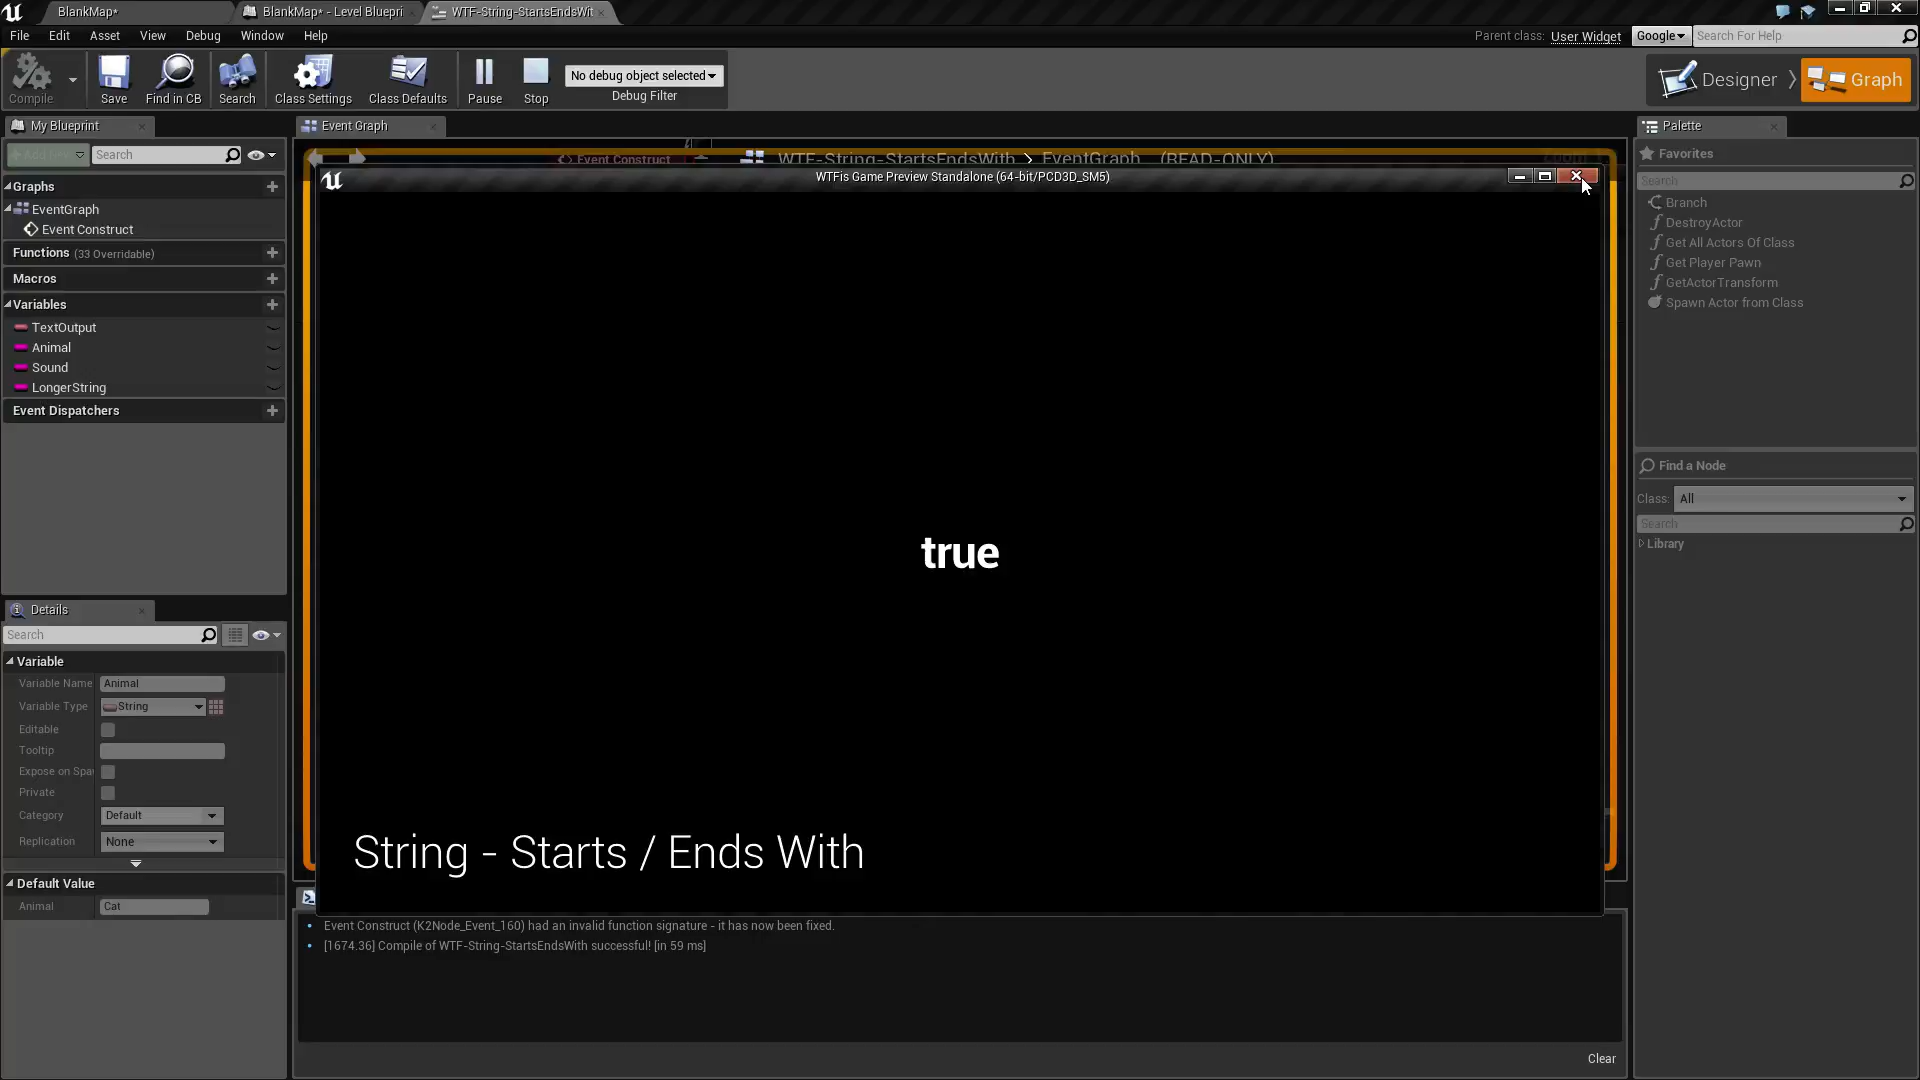 BlankMap*
BlankMap* - Level Bluepri
WTF-String-StartsEndsWit
File Edit Asset View Debug Window Help
Parent class: User Widget
Google
Search For Help
Compile
Save
Find in CB
Search
Class Settings
Class Defaults
Pause
Stop
No debug object selected
Debug Filter
Designer
Graph
My Blueprint
Search
Graphs
EventGraph
Event Construct
Functions (33 Overridable)
Macros
Variables
TextOutput
Animal
Sound
LongerString
Event Dispatchers
Details
Search
Variable
Variable Name Animal
Variable Type String
Editable
Tooltip
Expose on Spa
Private
Category Default
Replication None
Default Value
Animal Cat
Event Graph
Event Construct
WTF-String-StartsEndsWith > EventGraph (READ-ONLY)
WTFis Game Preview Standalone (64-bit/PCD3D_SM5)
true
String - Starts / Ends With
Event Construct (K2Node_Event_160) had an invalid function signature - it has now been fixed.
[1674.36] Compile of WTF-String-StartsEndsWith successful! [in 59 ms]
Clear
Palette
Favorites
Search
Branch
DestroyActor
Get All Actors Of Class
Get Player Pawn
GetActorTransform
Spawn Actor from Class
Find a Node
Class: All
Search
Library